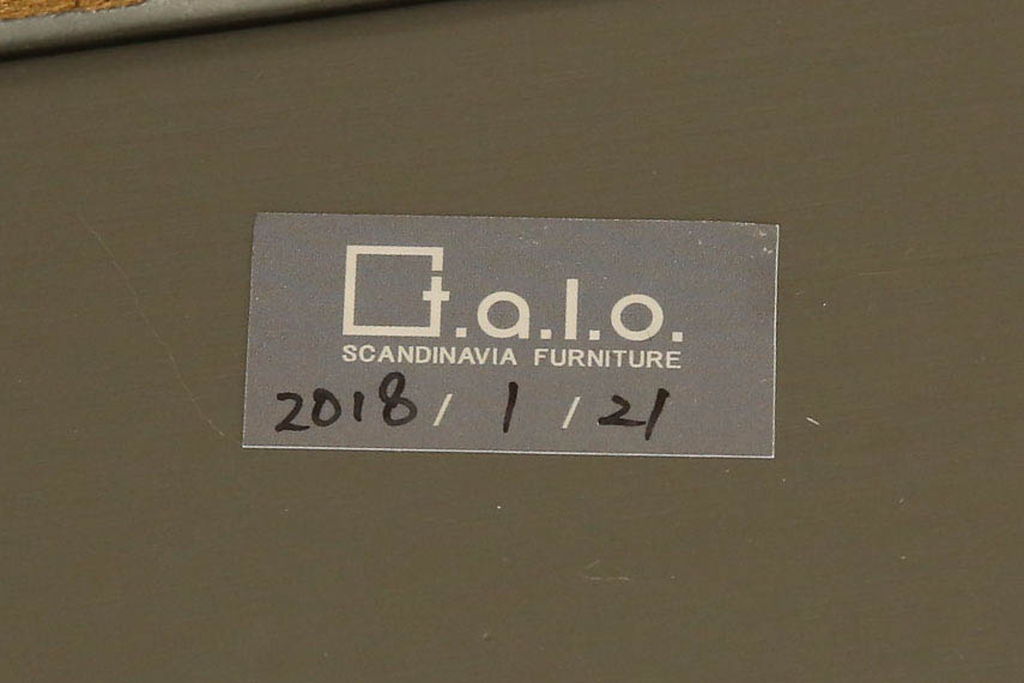 t.a.l.o.
SCANDINAVIA FURNITURE
2018 / 1 / 21